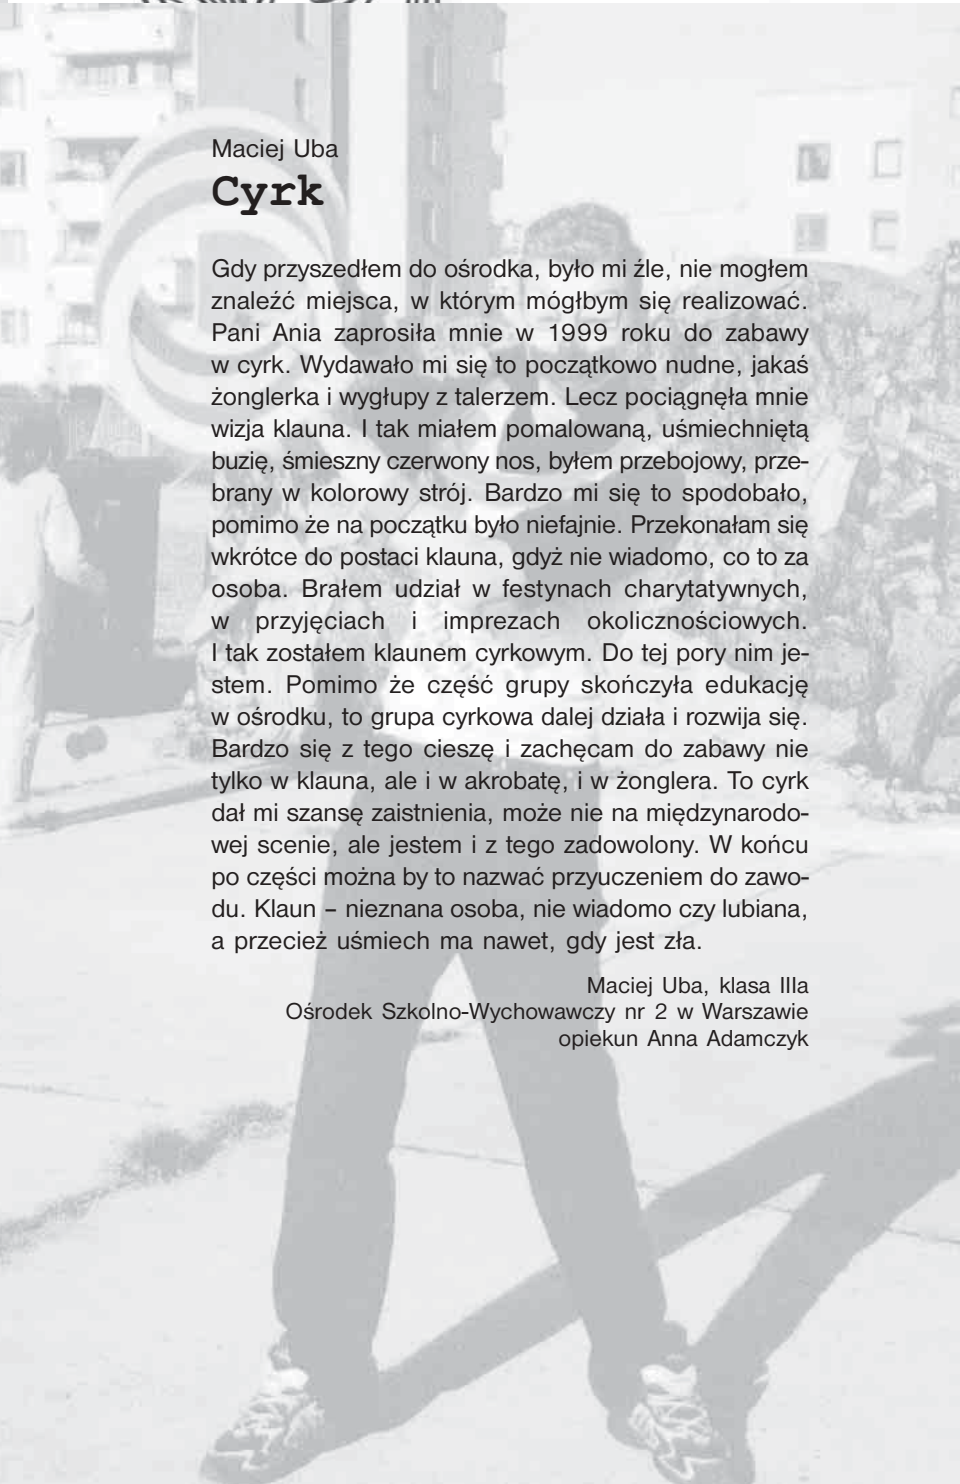 Maciej Uba
Cyrk
Gdy przyszedłem do ośrodka, było mi źle, nie mogłem
znaleźć miejsca, w którym mógłbym się realizować.
Pani Ania zaprosiła mnie w 1999 roku do zabawy
w cyrk. Wydawało mi się to początkowo nudne, jakaś
żonglerka i wygłupy z talerzem. Lecz pociągnęła mnie
wizja klauna. I tak miałem pomalowaną, uśmiechniętą
buzię, śmieszny czerwony nos, byłem przebojowy, prze-
brany w kolorowy strój. Bardzo mi się to spodobało,
pomimo że na początku było niefajnie. Przekonałam się
wkrótce do postaci klauna, gdyż nie wiadomo, co to za
osoba. Brałem udział w festynach charytatywnych,
w przyjęciach i imprezach okolicznościowych.
I tak zostałem klaunem cyrkowym. Do tej pory nim je-
stem. Pomimo że część grupy skończyła edukację
w ośrodku, to grupa cyrkowa dalej działa i rozwija się.
Bardzo się z tego cieszę i zachęcam do zabawy nie
tylko w klauna, ale i w akrobatę, i w żonglera. To cyrk
dał mi szansę zaistnienia, może nie na międzynarodo-
wej scenie, ale jestem i z tego zadowolony. W końcu
po części można by to nazwać przyuczeniem do zawo-
du. Klaun – nieznana osoba, nie wiadomo czy lubiana,
a przecież uśmiech ma nawet, gdy jest zła.
Maciej Uba, klasa IIIa
Ośrodek Szkolno-Wychowawczy nr 2 w Warszawie
opiekun Anna Adamczyk